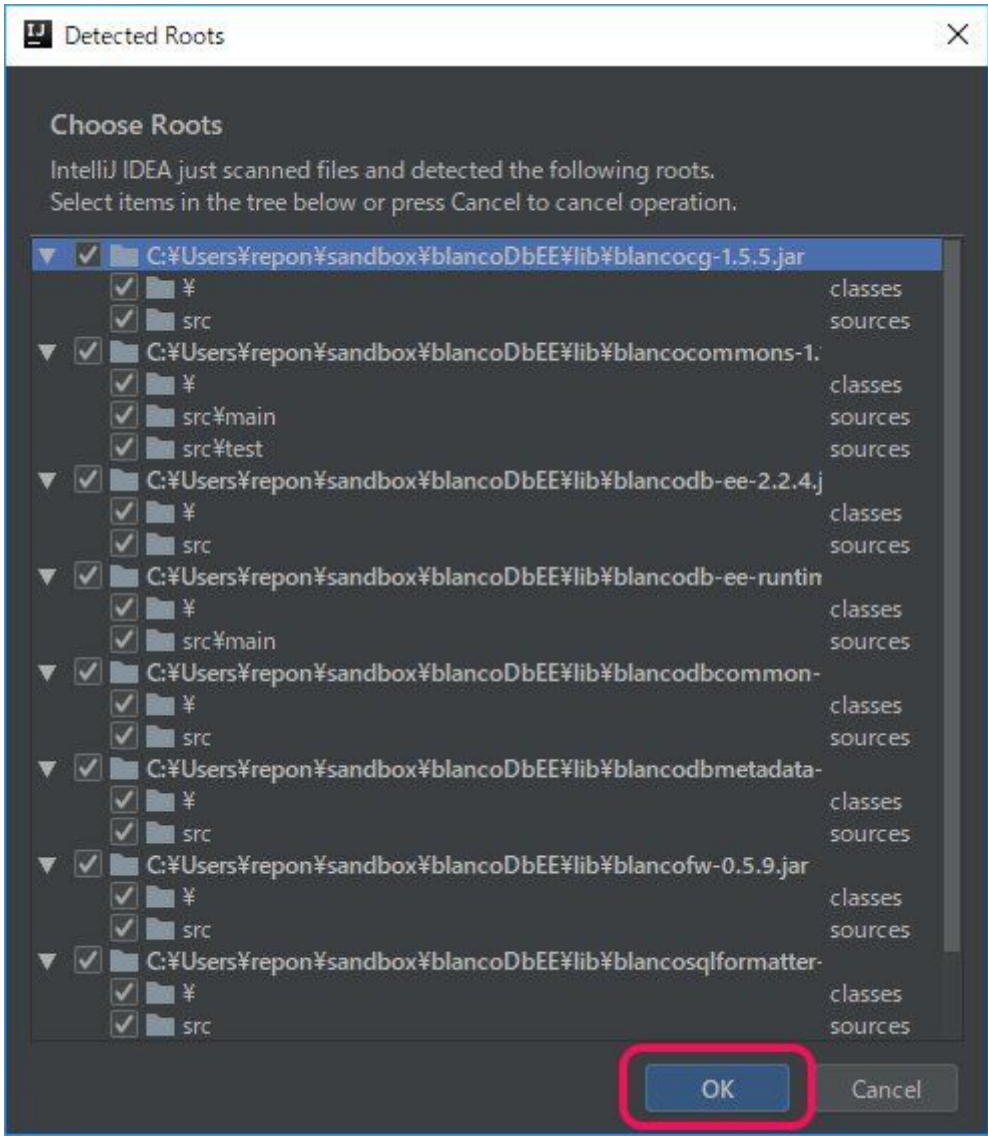 IJ Detected Roots
Choose Roots
IntelliJ IDEA just scanned files and detected the following roots.
Select items in the tree below or press Cancel to cancel operation.
C:¥Users¥repon¥sandbox¥blancoDbEE¥lib¥blancocg-1.5.5.jar
¥ classes
src sources
C:¥Users¥repon¥sandbox¥blancoDbEE¥lib¥blancocommons-1.
¥ classes
src¥main sources
src¥test sources
C:¥Users¥repon¥sandbox¥blancoDbEE¥lib¥blancodb-ee-2.2.4.j
¥ classes
src sources
C:¥Users¥repon¥sandbox¥blancoDbEE¥lib¥blancodb-ee-runtin
¥ classes
src¥main sources
C:¥Users¥repon¥sandbox¥blancoDbEE¥lib¥blancodbcommon-
¥ classes
src sources
C:¥Users¥repon¥sandbox¥blancoDbEE¥lib¥blancodbmetadata-
¥ classes
src sources
C:¥Users¥repon¥sandbox¥blancoDbEE¥lib¥blancofw-0.5.9.jar
¥ classes
src sources
C:¥Users¥repon¥sandbox¥blancoDbEE¥lib¥blancosqlformatter-
¥ classes
src sources
OK Cancel